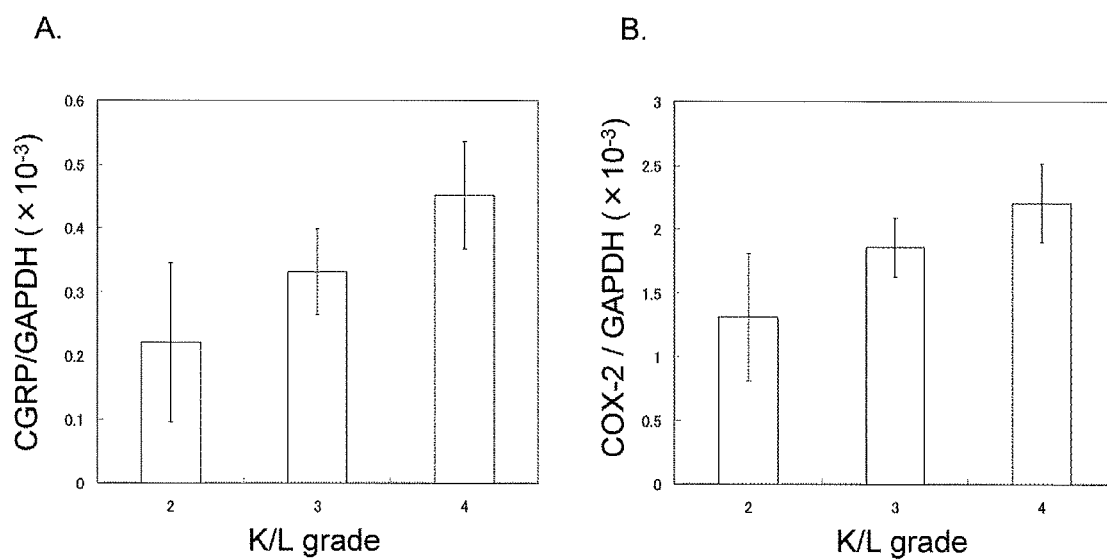 A.
CGRP/GAPDH ( × 10⁻³)
0.6
0.5
0.4
0.3
0.2
0.1
0
2 3 4
K/L grade
B.
COX-2 / GAPDH ( × 10⁻³)
3
2.5
2
1.5
1
0.5
0
2 3 4
K/L grade